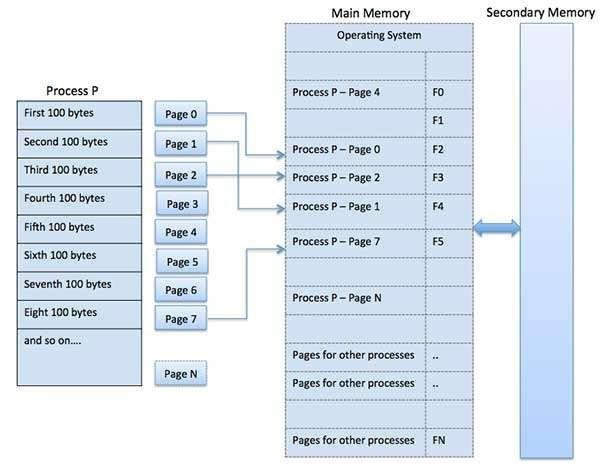 Main Memory
Secondary Memory
Operating System
Process P
First 100 bytes
Second 100 bytes
Third 100 bytes
Fourth 100 bytes
Fifth 100 bytes
Sixth 100 bytes
Seventh 100 bytes
Eight 100 bytes
and so on....
Page 0
Page 1
Page 2
Page 3
Page 4
Page 5
Page 6
Page 7
Page N
Process P – Page 4 F0
F1
Process P – Page 0 F2
Process P – Page 2 F3
Process P – Page 1 F4
Process P – Page 7 F5
Process P – Page N
Pages for other processes ..
Pages for other processes ..
Pages for other processes FN